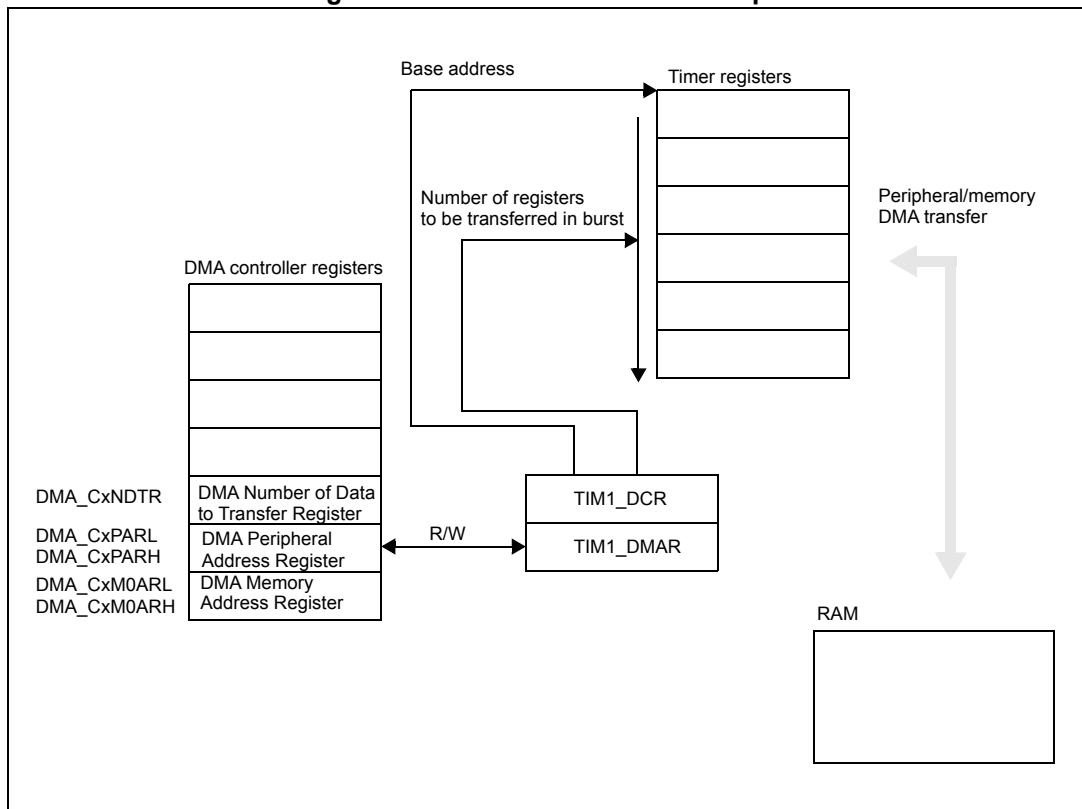 Base address
Timer registers
Number of registers
to be transferred in burst
Peripheral/memory
DMA transfer
DMA controller registers
DMA_CxNDTR
DMA Number of Data
to Transfer Register
TIM1_DCR
DMA_CxPARL
DMA_CxPARH
DMA Peripheral
Address Register
R/W
TIM1_DMAR
DMA_CxM0ARL
DMA_CxM0ARH
DMA Memory
Address Register
RAM